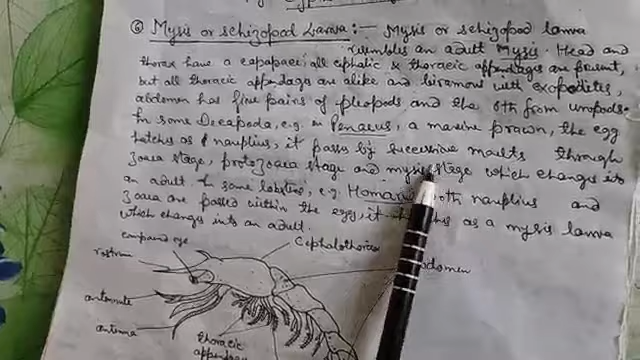 ⑥ Mysis or schizopod Larva :- Mysis or schizopod larva
resembles an adult Mysis. Head and
thorax have a capapace; all cephalic & thoracic appendages are present,
but all thoracic appendages are alike and biramous with exopodites,
abdomen has five pairs of pleopods and the 6th from uropods.
In some Decapoda, e.g. in Penaeus, a marine prawn, the egg
hatches as nauplius, it passes by successive moults through
zoaea stage, protozoaea stage and mysis stage which changes its
an adult. In some lobsters, e.g. Homarus both nauplius and
zoaea are passed within the egg, it as a mysis larva
which changes into an adult.
compound eye
Cephalothorax
rostrum
domen
antennule
antenna
thoracic
appendages